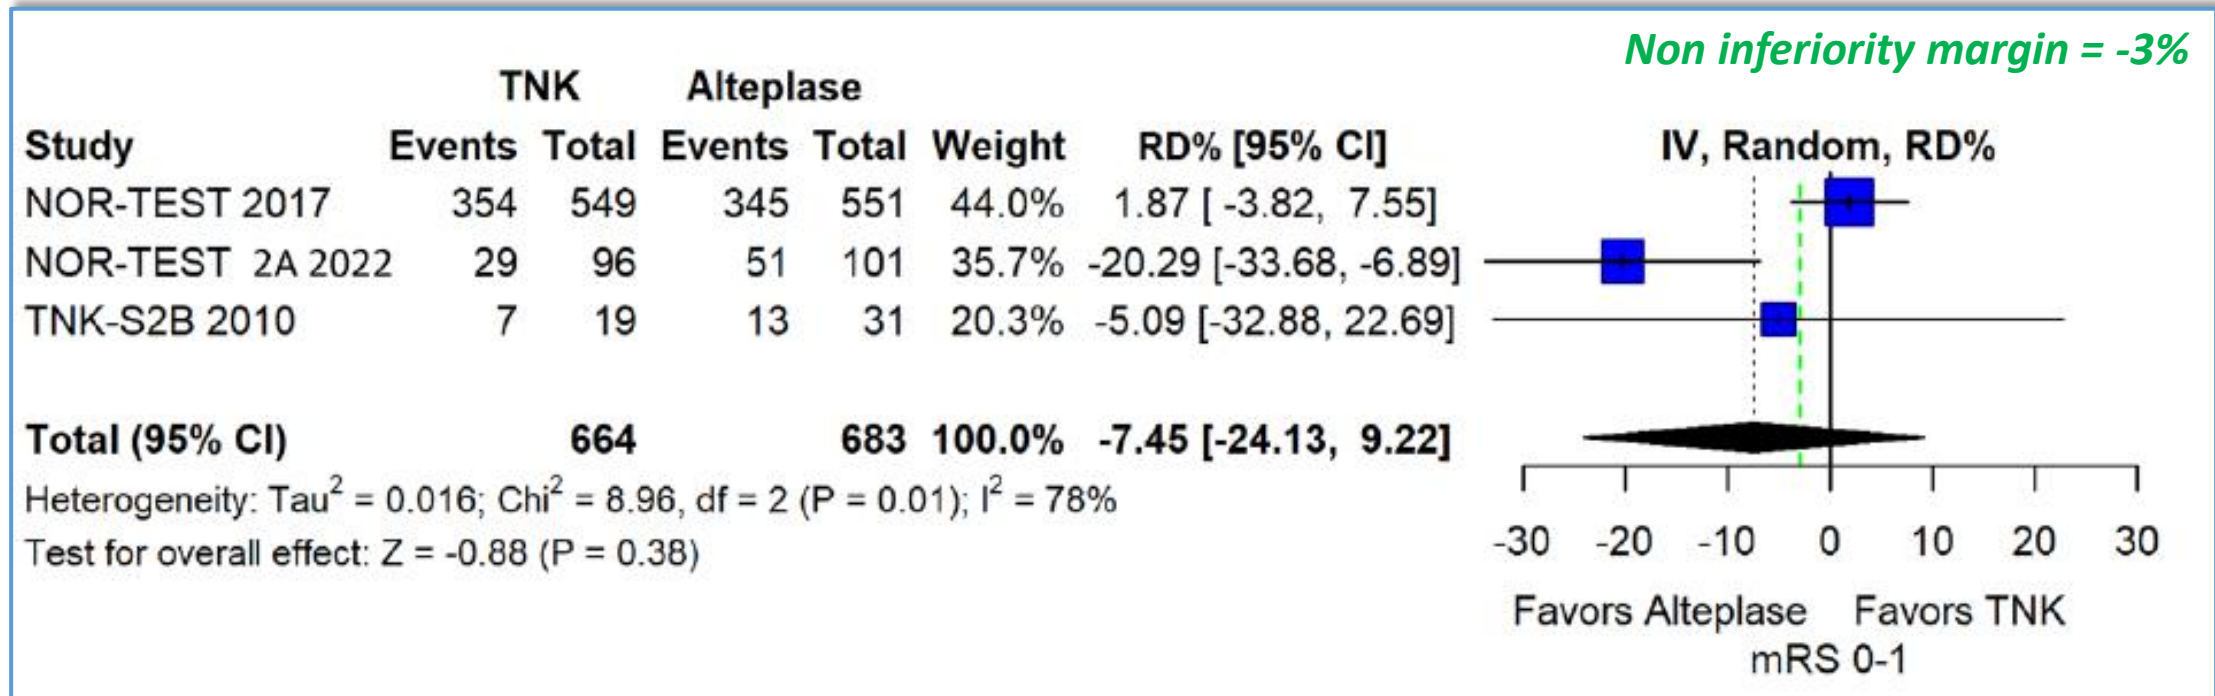 Non inferiority margin = -3%
TNK Alteplase
Study Events Total Events Total Weight RD% [95% CI] IV, Random, RD%
NOR-TEST 2017 354 549 345 551 44.0% 1.87 [ -3.82, 7.55]
NOR-TEST 2A 2022 29 96 51 101 35.7% -20.29 [-33.68, -6.89]
TNK-S2B 2010 7 19 13 31 20.3% -5.09 [-32.88, 22.69]
Total (95% CI) 664 683 100.0% -7.45 [-24.13, 9.22]
Heterogeneity: Tau² = 0.016; Chi² = 8.96, df = 2 (P = 0.01); I² = 78%
Test for overall effect: Z = -0.88 (P = 0.38)
-30 -20 -10 0 10 20 30
Favors Alteplase Favors TNK
mRS 0-1